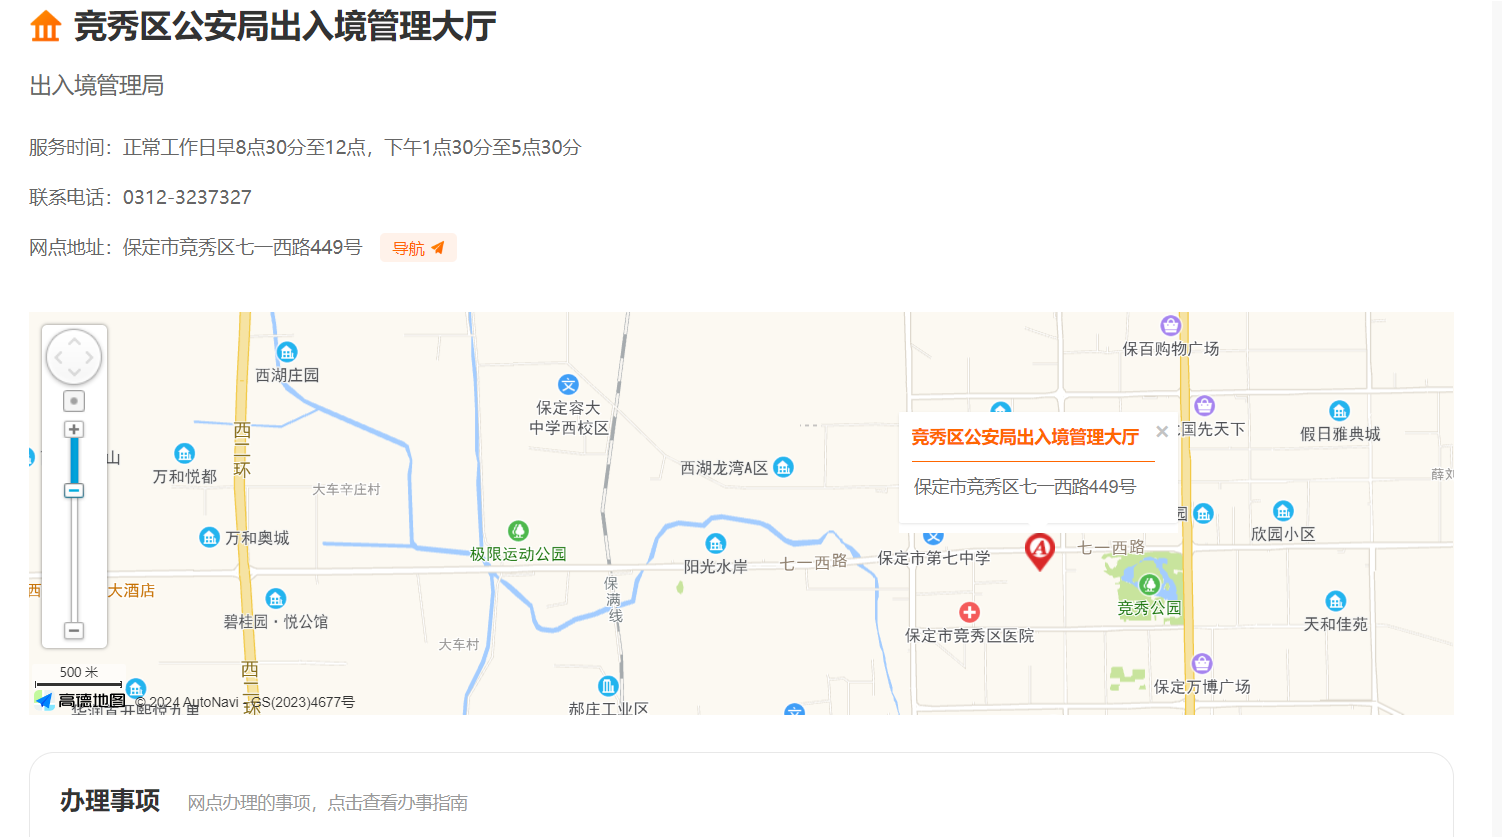 竞秀区公安局出入境管理大厅
出入境管理局
服务时间：正常工作日早8点30分至12点，下午1点30分至5点30分
联系电话：0312-3237327
网点地址：保定市竞秀区七一西路449号
导航
保百购物广场
西湖庄园
保定容大
中学西校区
国先天下
假日雅典城
竞秀区公安局出入境管理大厅
保定市竞秀区七一西路449号
西二环
山
万和悦都
西湖龙湾A区
大车辛庄村
薛刘
园
欣园小区
万和奥城
极限运动公园
阳光水岸
七一西路
保定市第七中学
A
七一西路
西
大酒店
保满线
竞秀公园
碧桂园·悦公馆
天和佳苑
保定市竞秀区医院
大车村
西二环
500 米
保定万博广场
高德地图
© 2024 AutoNavi - GS(2023)4677号
郝庄工业区
办理事项
网点办理的事项，点击查看办事指南